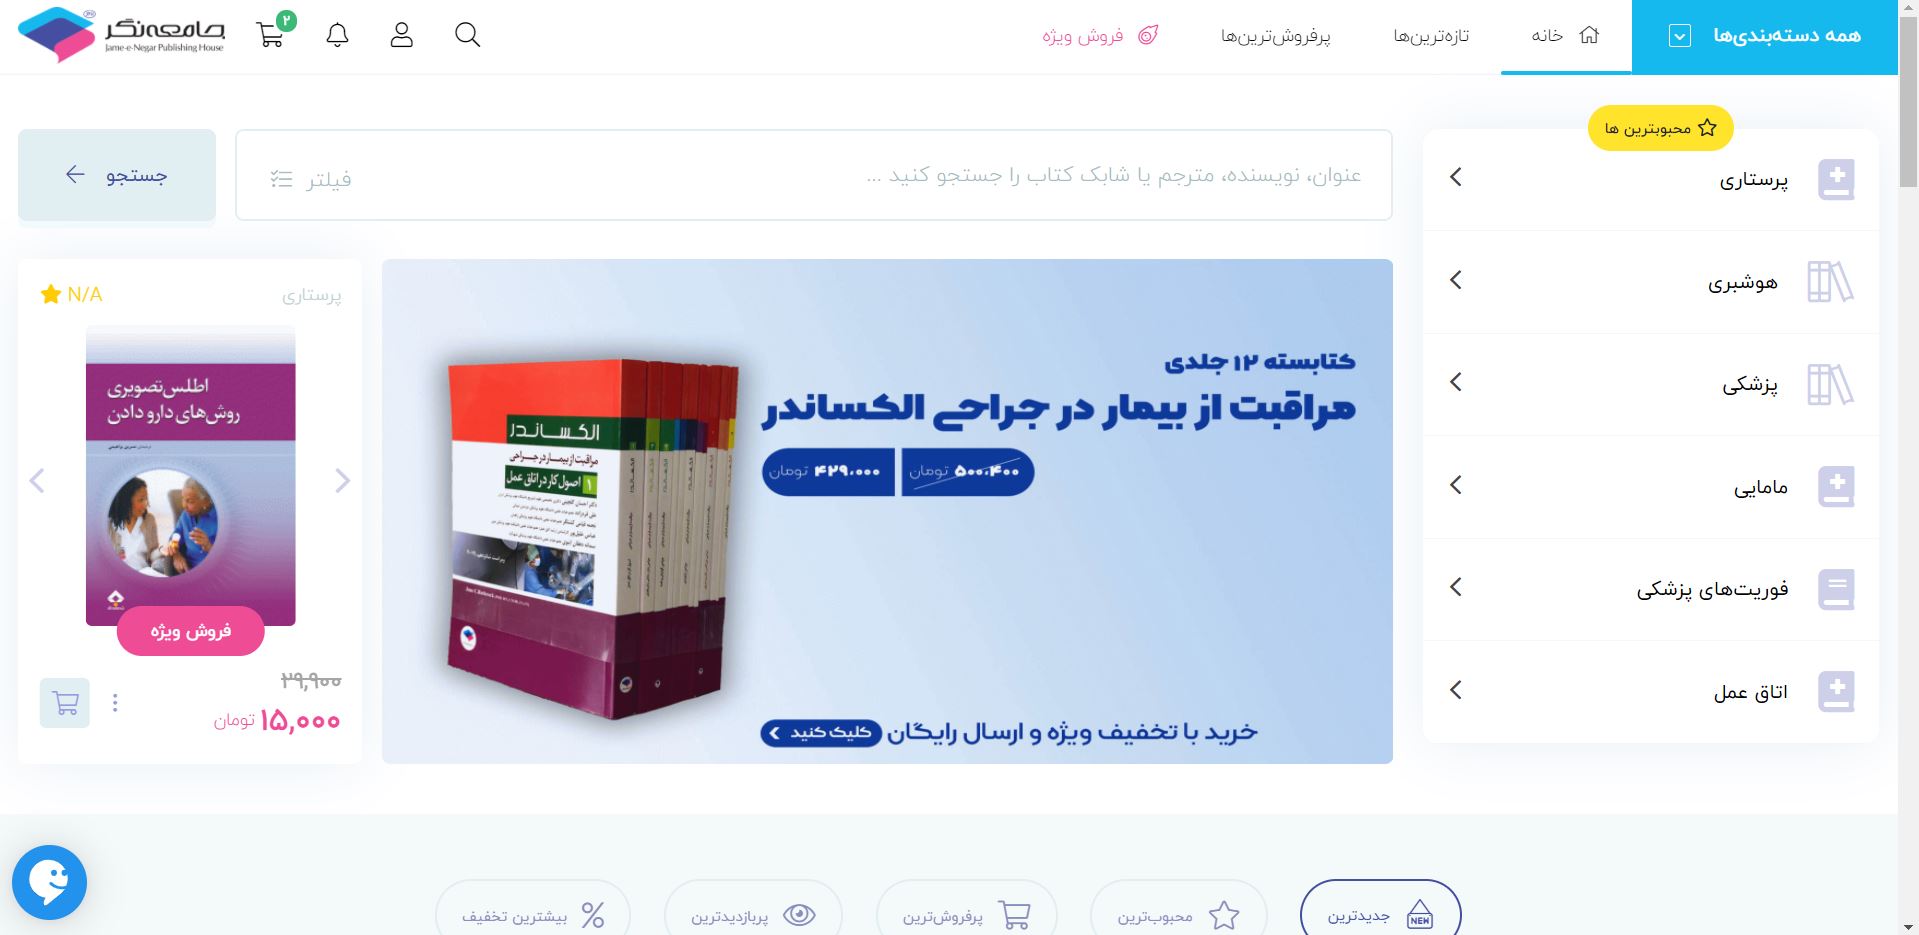 همه دسته‌بندی‌ها
خانه
تازه‌ترین‌ها
پرفروش‌ترین‌ها
فروش ویژه
۲
جامعه‌نگر
Jame-e-Negar Publishing House
محبوبترین ها
پرستاری
هوشبری
پزشکی
مامایی
فوریت‌های پزشکی
اتاق عمل
عنوان، نویسنده، مترجم یا شابک کتاب را جستجو کنید ...
فیلتر
جستجو
کتابسته ۱۲ جلدی
مراقبت از بیمار در جراحی الکساندر
۵۰۰،۴۰۰ تومان
۴۲۹،۰۰۰ تومان
الکساندر
مراقبت از بیمار در جراحی
۱ اصول کار در اتاق عمل
خرید با تخفیف ویژه و ارسال رایگان
کلیک کنید
پرستاری
N/A
اطلس تصویری
روش‌های دارو دادن
فروش ویژه
۲۹,۹۰۰
۱۵,۰۰۰ تومان
جدیدترین
NEW
محبوب‌ترین
پرفروش‌ترین
پربازدیدترین
بیشترین تخفیف